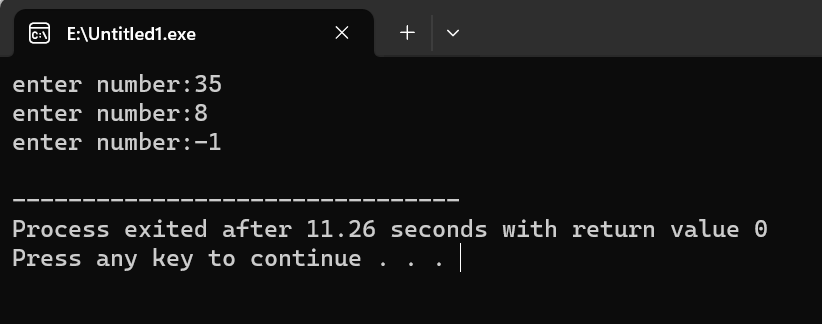 E:\Untitled1.exe
enter number:35
enter number:8
enter number:-1
--------------------------------
Process exited after 11.26 seconds with return value 0
Press any key to continue . . .